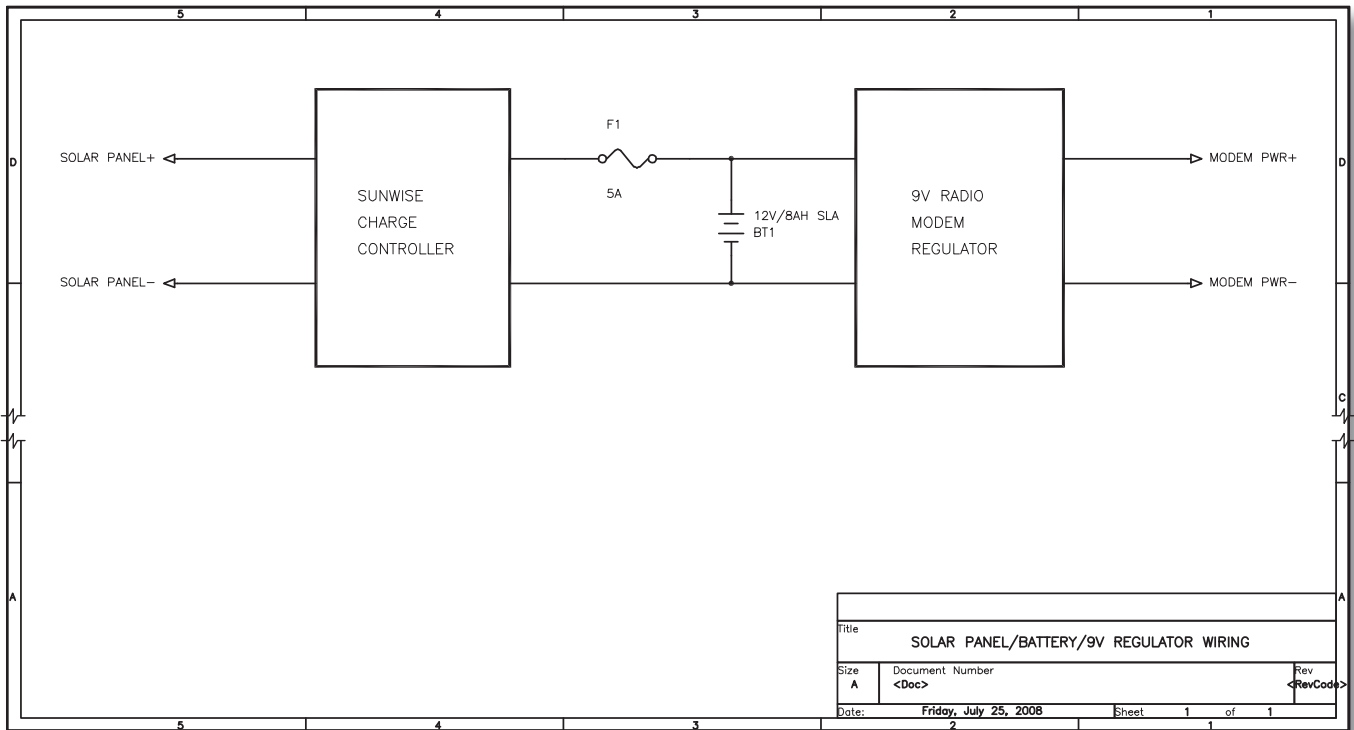 5 4 3 2 1
F1
SOLAR PANEL+
MODEM PWR+
D
D
5A
SUNWISE
CHARGE
CONTROLLER
12V/8AH SLA
BT1
9V RADIO
MODEM
REGULATOR
SOLAR PANEL−
MODEM PWR−
C
A
A
Title
SOLAR PANEL/BATTERY/9V REGULATOR WIRING
Size
A
Document Number
<Doc>
Rev
<RevCode>
Date: Friday, July 25, 2008 Sheet 1 of 1
5 4 3 2 1